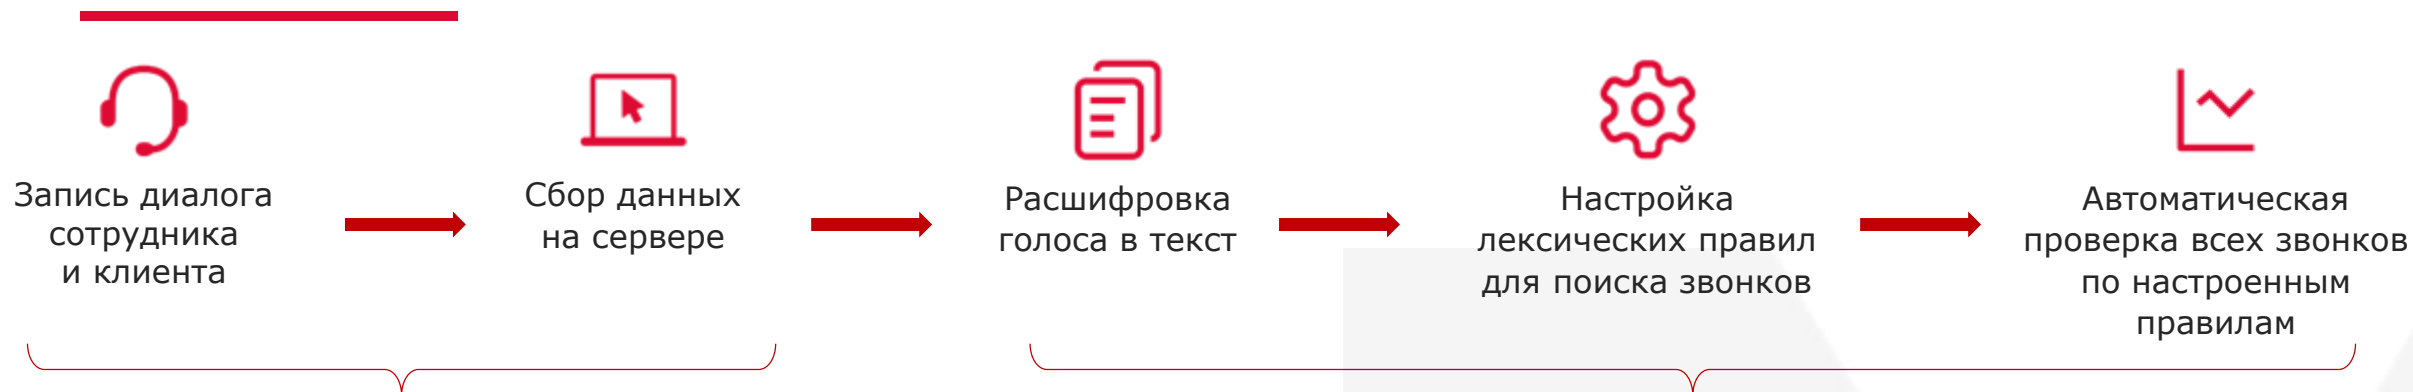 Запись диалога
сотрудника
и клиента
Сбор данных
на сервере
Расшифровка
голоса в текст
Настройка
лексических правил
для поиска звонков
Автоматическая
проверка всех звонков
по настроенным
правилам